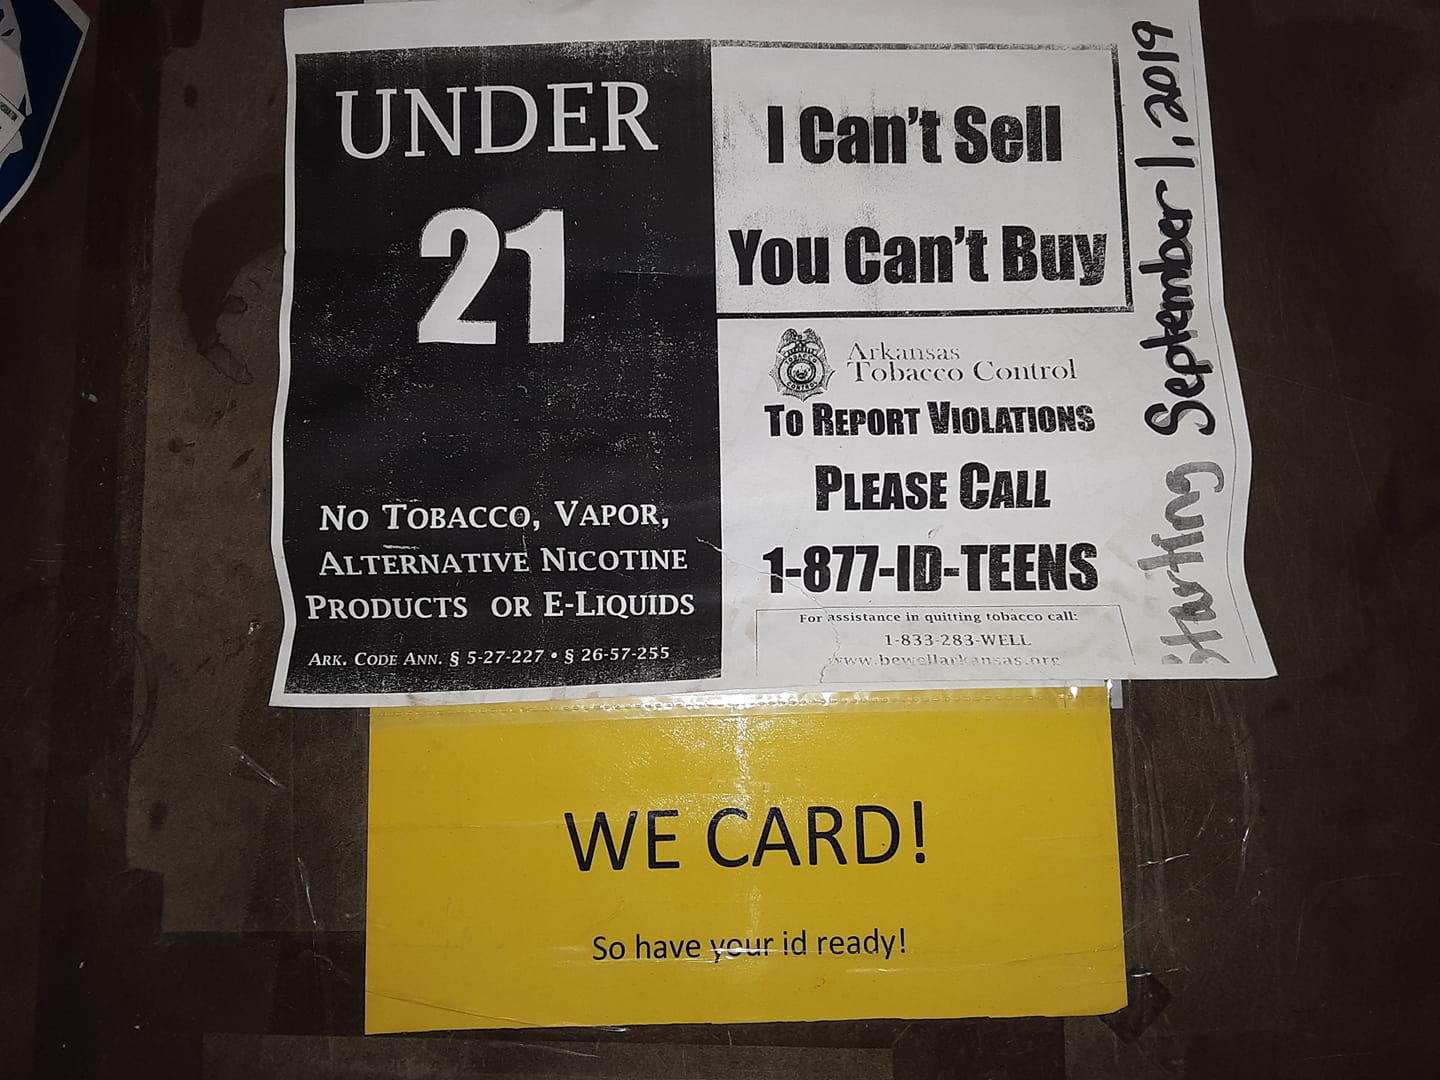 UNDER
21
NO TOBACCO, VAPOR,
ALTERNATIVE NICOTINE
PRODUCTS OR E-LIQUIDS
ARK. CODE ANN. § 5-27-227 • § 26-57-255
I Can't Sell
You Can't Buy
Arkansas
Tobacco Control
TO REPORT VIOLATIONS
PLEASE CALL
1-877-ID-TEENS
For assistance in quitting tobacco call:
1-833-283-WELL
www.bewellarkansas.org
Starting September 1, 2019
WE CARD!
So have your id ready!